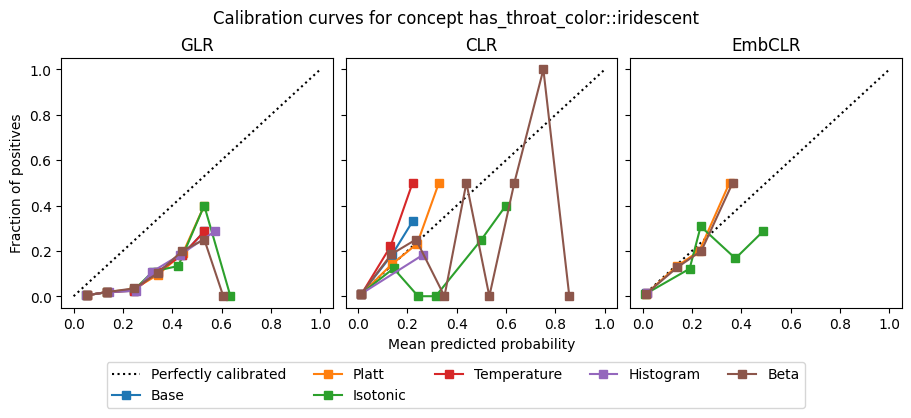 Calibration curves for concept has_throat_color::iridescent
GLR CLR EmbCLR
Fraction of positives
1.0
0.8
0.6
0.4
0.2
0.0
0.0 0.2 0.4 0.6 0.8 1.0 0.0 0.2 0.4 0.6 0.8 1.0 0.0 0.2 0.4 0.6 0.8 1.0
Mean predicted probability
Perfectly calibrated Platt Temperature Histogram Beta
Base Isotonic